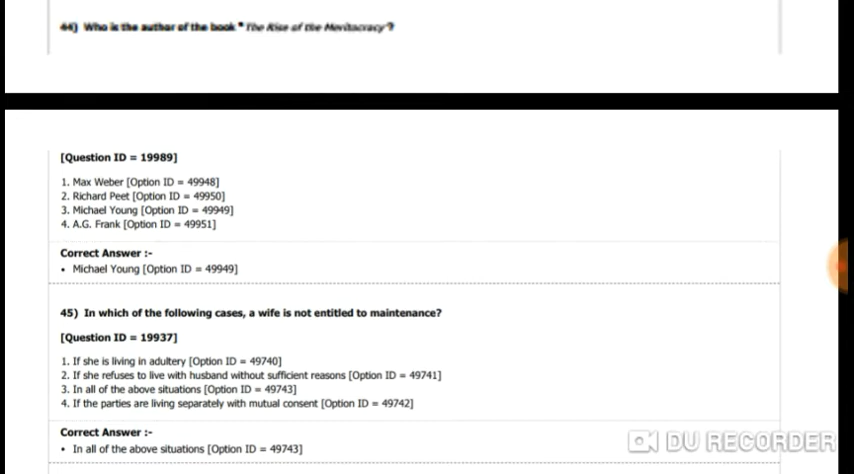 44) Who is the author of the book " The Rise of the Meritocracy?
[Question ID = 19989]
1. Max Weber [Option ID = 49948]
2. Richard Peet [Option ID = 49950]
3. Michael Young [Option ID = 49949]
4. A.G. Frank [Option ID = 49951]
Correct Answer :-
• Michael Young [Option ID = 49949]
45) In which of the following cases, a wife is not entitled to maintenance?
[Question ID = 19937]
1. If she is living in adultery [Option ID = 49740]
2. If she refuses to live with husband without sufficient reasons [Option ID = 49741]
3. In all of the above situations [Option ID = 49743]
4. If the parties are living separately with mutual consent [Option ID = 49742]
Correct Answer :-
• In all of the above situations [Option ID = 49743]
DU RECORDER